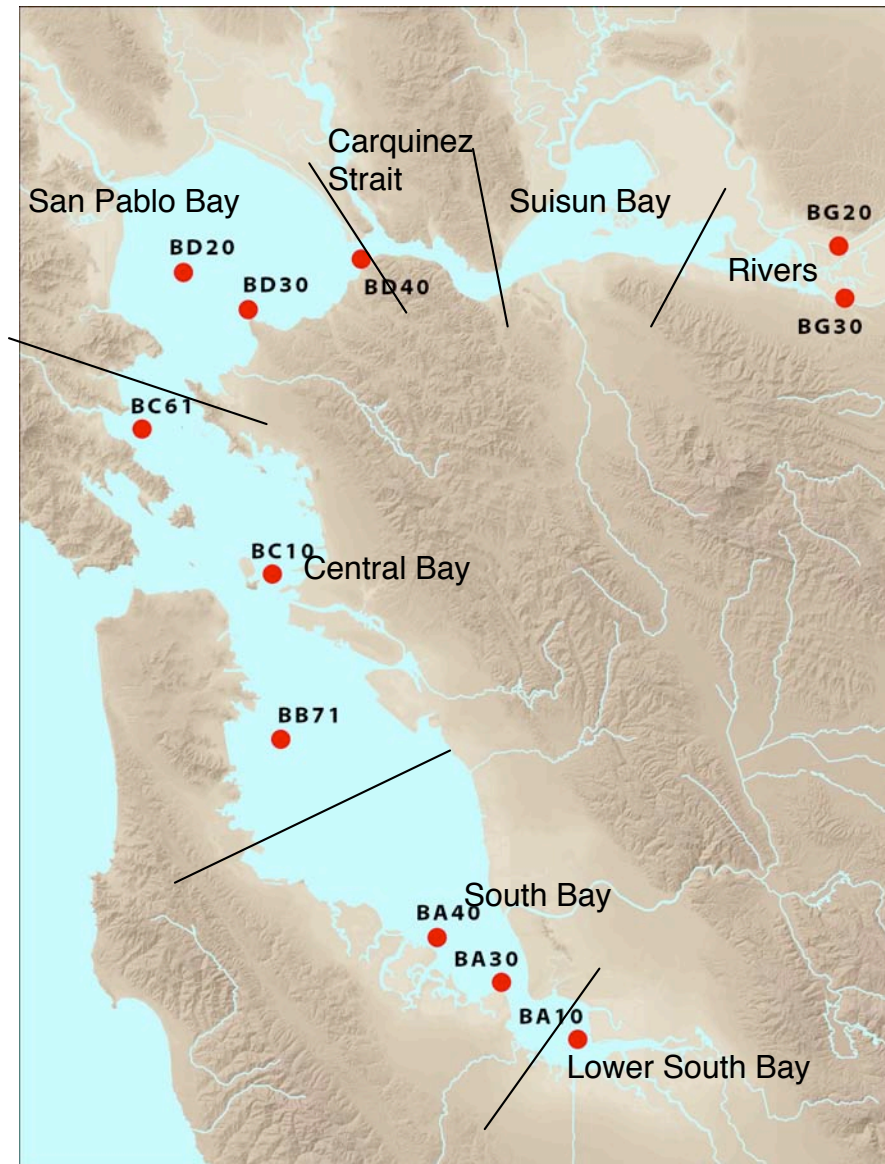 Carquinez
Strait
San Pablo Bay
Suisun Bay
BG20
BD20
Rivers
BD30
BD40
BG30
BC61
BC10
Central Bay
BB71
South Bay
BA40
BA30
BA10
Lower South Bay